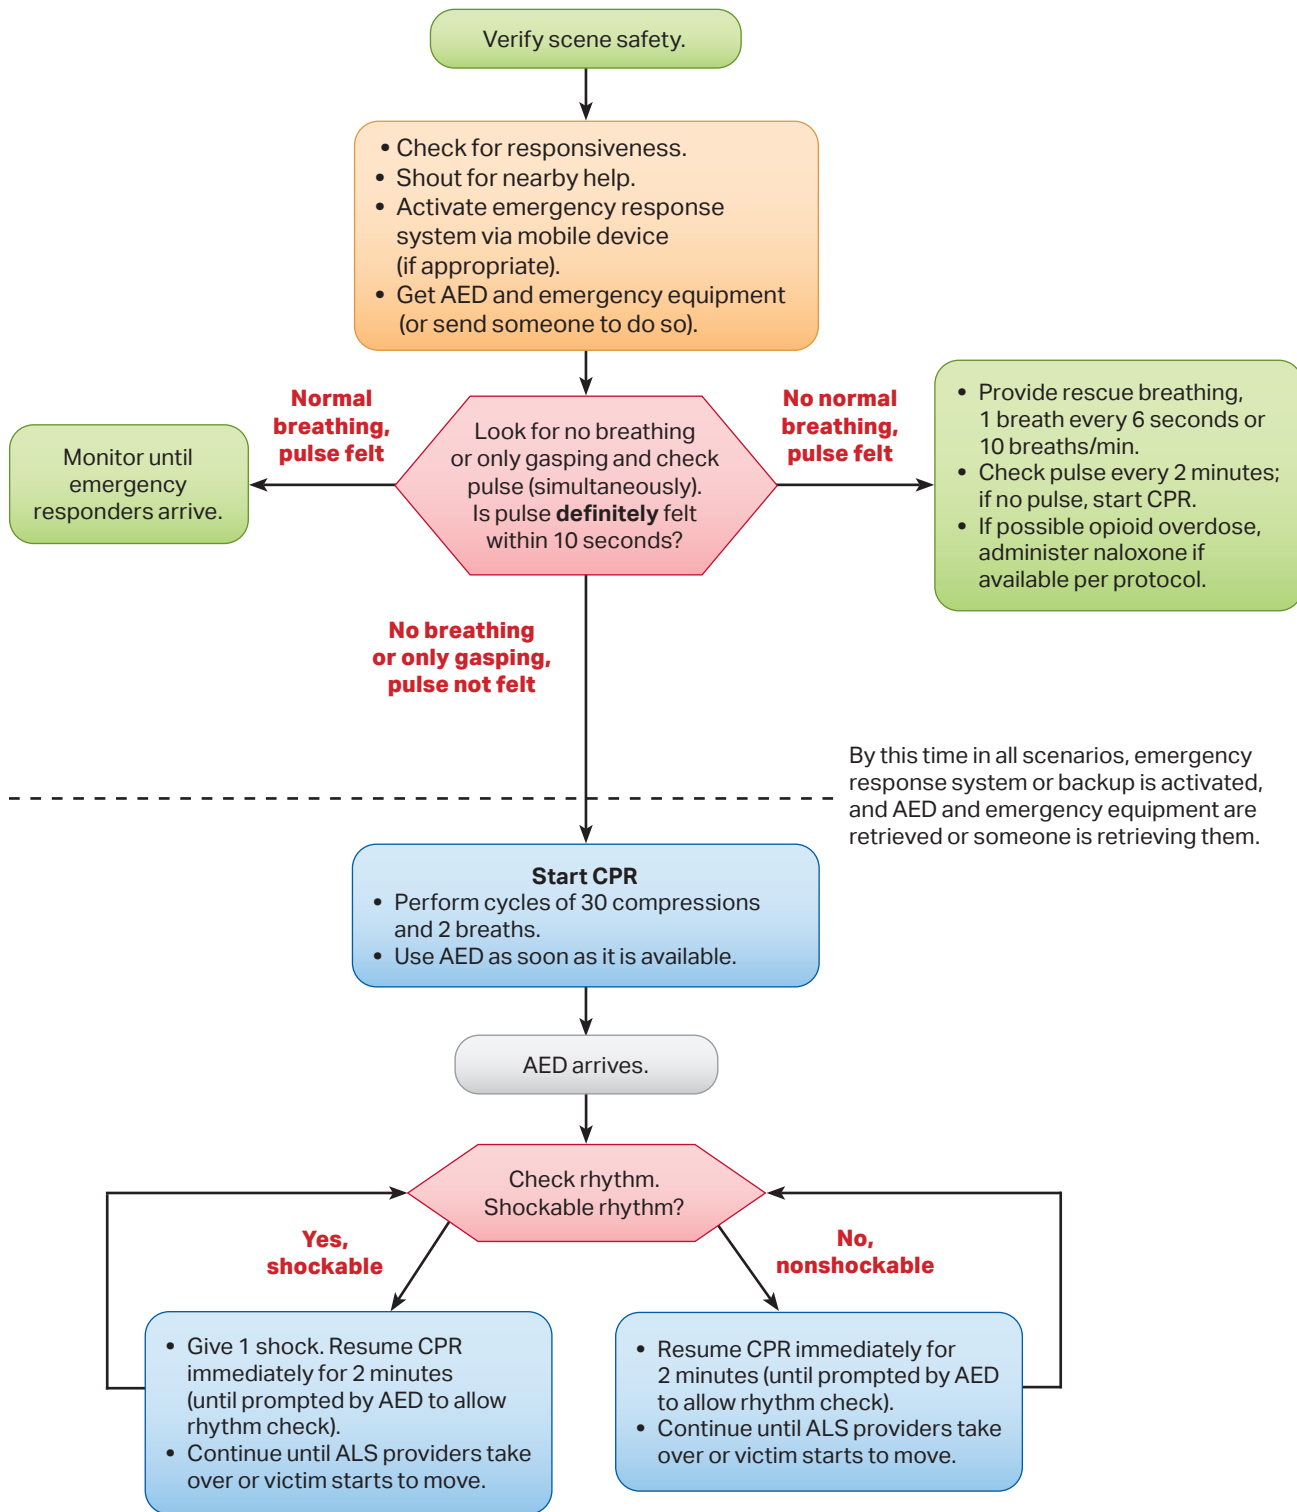 Verify scene safety.
• Check for responsiveness.
• Shout for nearby help.
• Activate emergency response
system via mobile device
(if appropriate).
• Get AED and emergency equipment
(or send someone to do so).
Normal
breathing,
pulse felt
Look for no breathing
or only gasping and check
pulse (simultaneously).
Is pulse definitely felt
within 10 seconds?
No normal
breathing,
pulse felt
Monitor until
emergency
responders arrive.
• Provide rescue breathing,
1 breath every 6 seconds or
10 breaths/min.
• Check pulse every 2 minutes;
if no pulse, start CPR.
• If possible opioid overdose,
administer naloxone if
available per protocol.
No breathing
or only gasping,
pulse not felt
By this time in all scenarios, emergency
response system or backup is activated,
and AED and emergency equipment are
retrieved or someone is retrieving them.
Start CPR
• Perform cycles of 30 compressions
and 2 breaths.
• Use AED as soon as it is available.
AED arrives.
Check rhythm.
Shockable rhythm?
Yes,
shockable
No,
nonshockable
• Give 1 shock. Resume CPR
immediately for 2 minutes
(until prompted by AED to allow
rhythm check).
• Continue until ALS providers take
over or victim starts to move.
• Resume CPR immediately for
2 minutes (until prompted by AED
to allow rhythm check).
• Continue until ALS providers take
over or victim starts to move.